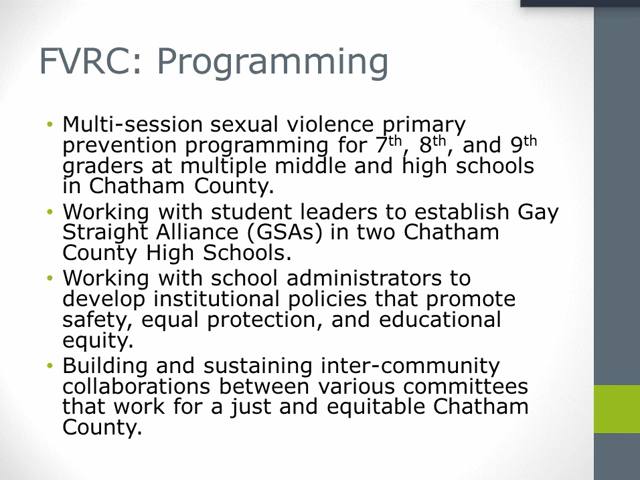 FVRC: Programming
• Multi-session sexual violence primary
prevention programming for 7th, 8th, and 9th
graders at multiple middle and high schools
in Chatham County.
• Working with student leaders to establish Gay
Straight Alliance (GSAs) in two Chatham
County High Schools.
• Working with school administrators to
develop institutional policies that promote
safety, equal protection, and educational
equity.
• Building and sustaining inter-community
collaborations between various committees
that work for a just and equitable Chatham
County.